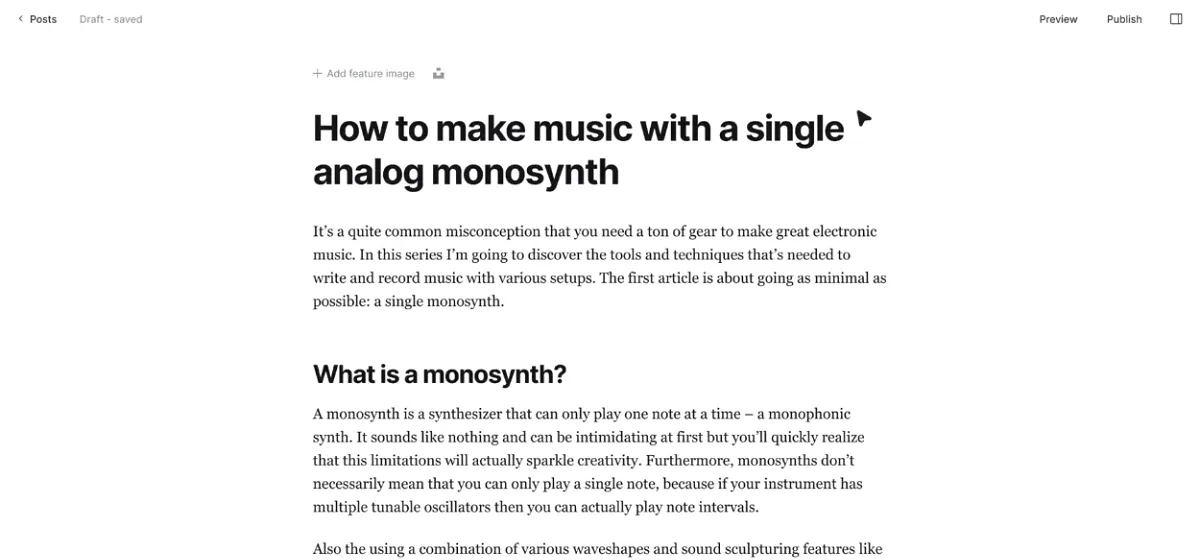 Posts
Draft - saved
Preview
Publish
Add feature image
How to make music with a single
analog monosynth
It’s a quite common misconception that you need a ton of gear to make great electronic
music. In this series I’m going to discover the tools and techniques that’s needed to
write and record music with various setups. The first article is about going as minimal as
possible: a single monosynth.
What is a monosynth?
A monosynth is a synthesizer that can only play one note at a time – a monophonic
synth. It sounds like nothing and can be intimidating at first but you’ll quickly realize
that this limitations will actually sparkle creativity. Furthermore, monosynths don’t
necessarily mean that you can only play a single note, because if your instrument has
multiple tunable oscillators then you can actually play note intervals.
Also the using a combination of various waveshapes and sound sculpturing features like